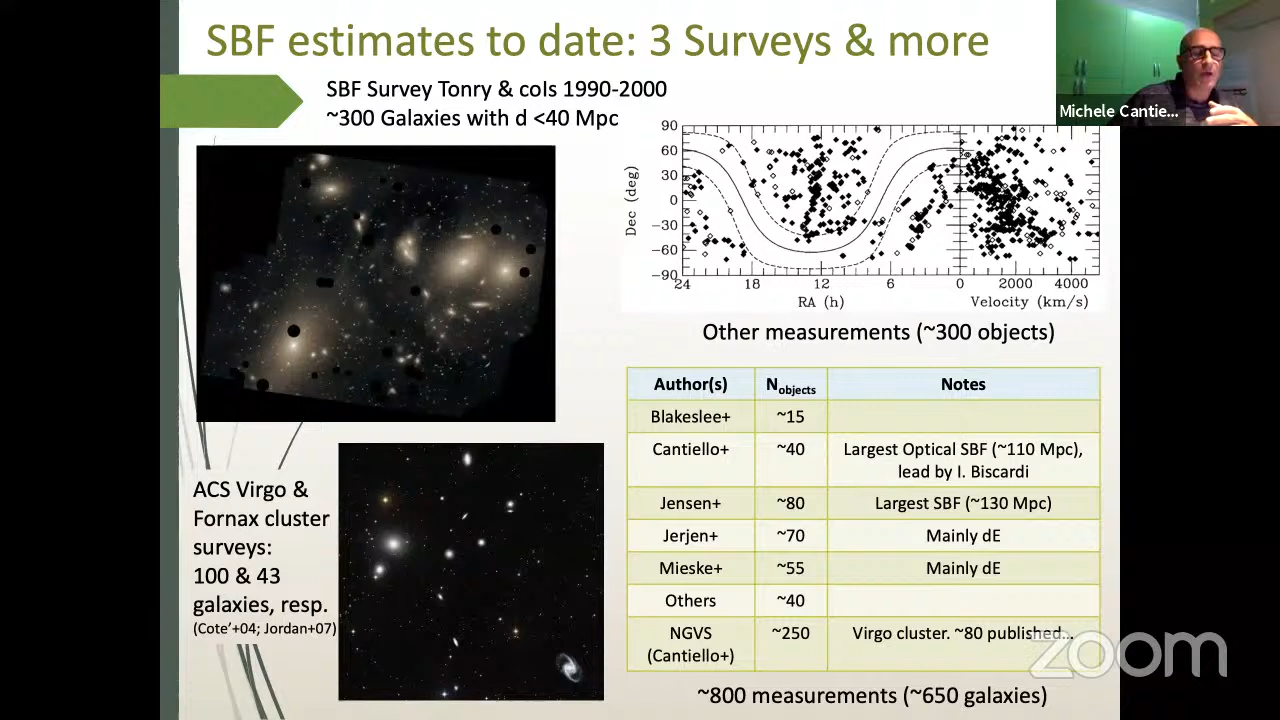 SBF estimates to date: 3 Surveys & more
SBF Survey Tonry & cols 1990-2000
~300 Galaxies with d <40 Mpc
Michele Cantie...
90
60
30
0
−30
−60
−90
Dec (deg)
24 18 12 6 0 2000 4000
RA (h) Velocity (km/s)
Other measurements (~300 objects)
Author(s) Nobjects Notes
Blakeslee+ ~15
Cantiello+ ~40 Largest Optical SBF (~110 Mpc),
lead by I. Biscardi
Jensen+ ~80 Largest SBF (~130 Mpc)
Jerjen+ ~70 Mainly dE
Mieske+ ~55 Mainly dE
Others ~40
NGVS ~250 Virgo cluster. ~80 published...
(Cantiello+)
~800 measurements (~650 galaxies)
ACS Virgo &
Fornax cluster
surveys:
100 & 43
galaxies, resp.
(Cote’+04; Jordan+07)
zoom